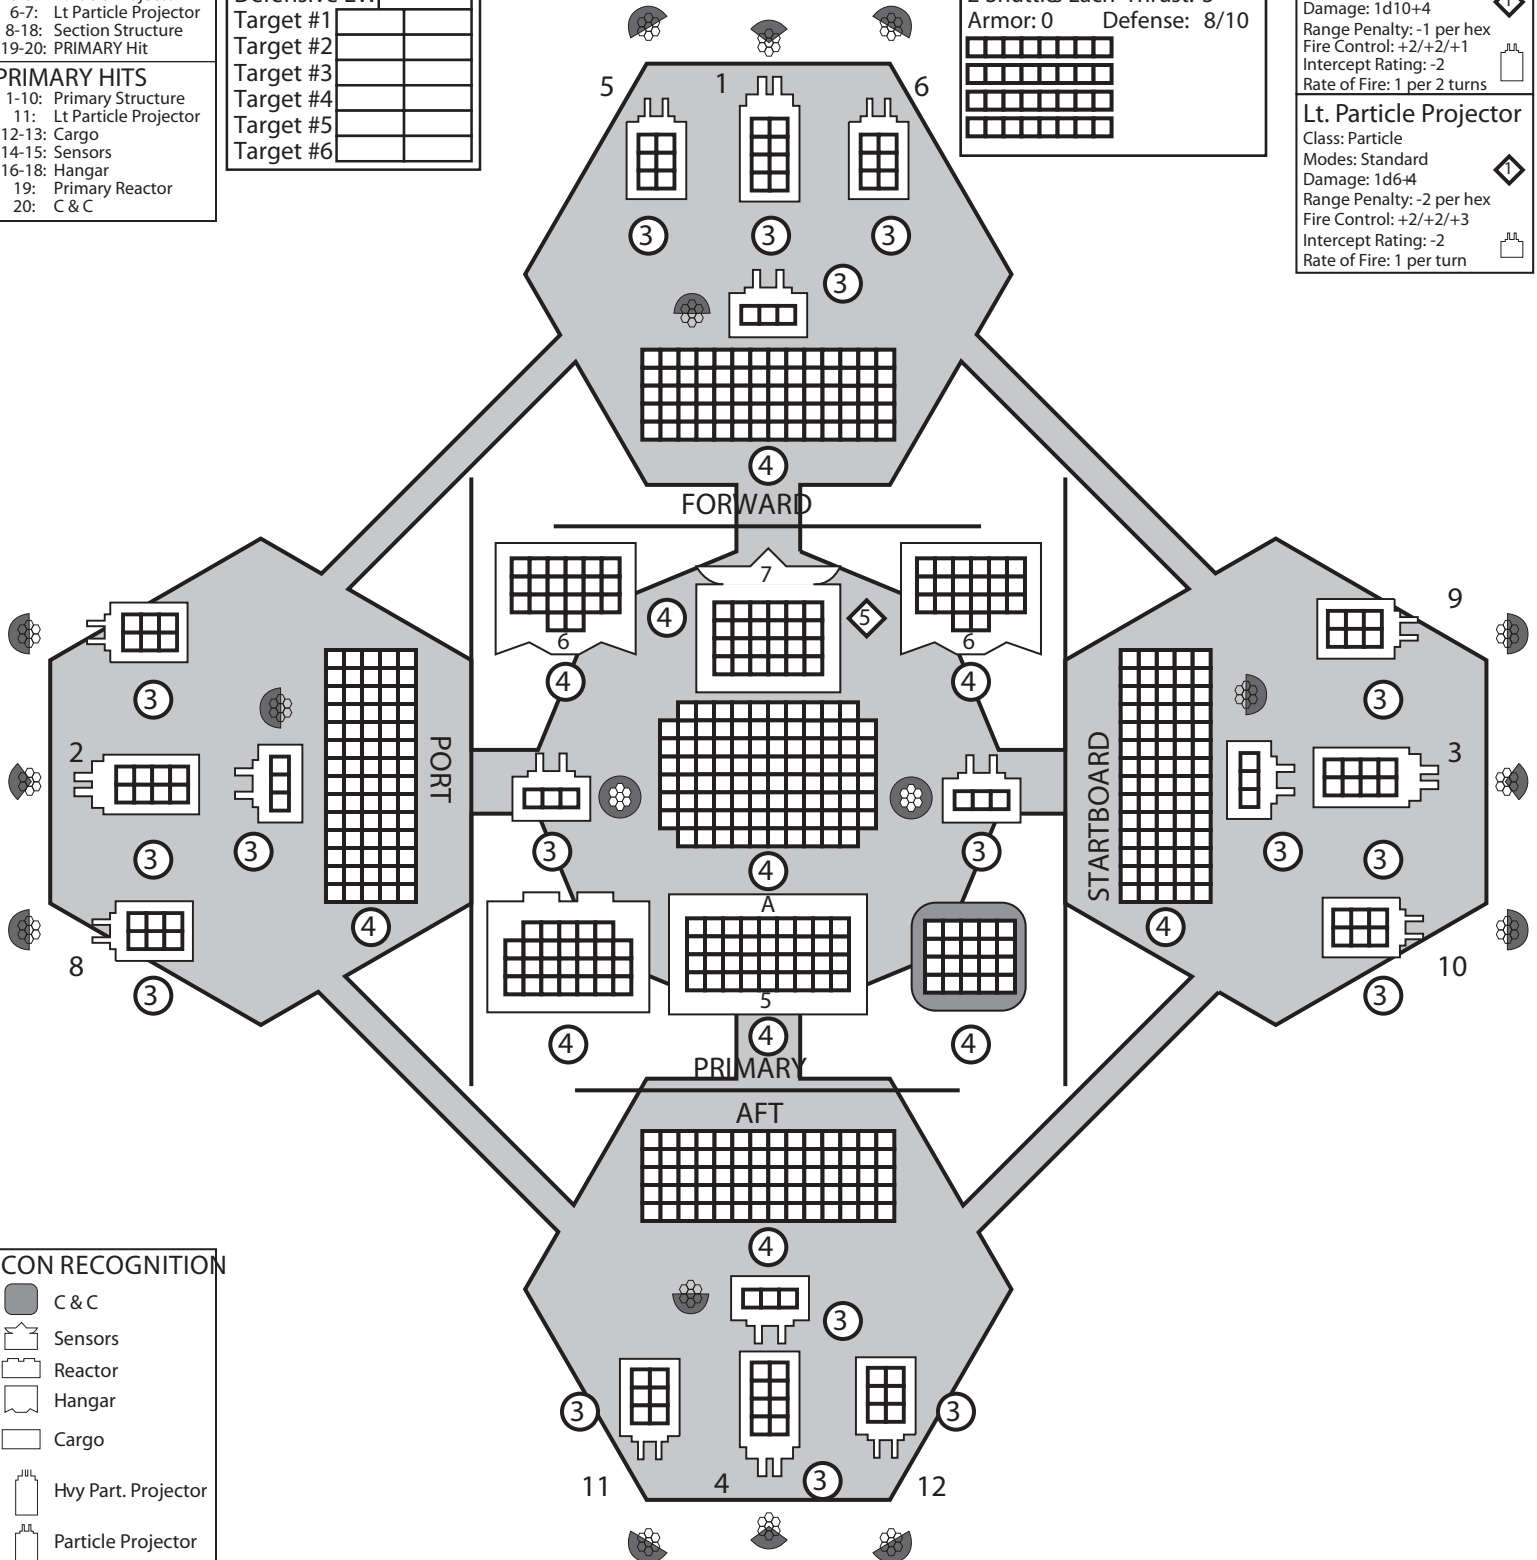 6-7: Lt Particle Projector
8-18: Section Structure
19-20: PRIMARY Hit
PRIMARY HITS
1-10: Primary Structure
11: Lt Particle Projector
12-13: Cargo
14-15: Sensors
16-18: Hangar
19: Primary Reactor
20: C & C
Target #1
Target #2
Target #3
Target #4
Target #5
Target #6
2 Shuttles Each Thrust: 3
Armor: 0 Defense: 8/10
Damage: 1d10+4
1
Range Penalty: -1 per hex
Fire Control: +2/+2/+1
Intercept Rating: -2
Rate of Fire: 1 per 2 turns
Lt. Particle Projector
Class: Particle
Modes: Standard
1
Damage: 1d6+4
Range Penalty: -2 per hex
Fire Control: +2/+2/+3
Intercept Rating: -2
Rate of Fire: 1 per turn
5 1 6
3 3 3
3
4
FORWARD
7
4 5
6 6
4 4
9
3 3
2 PORT STARTBOARD 3
3 3 3 4 3 3 3
A
4 4
8 5 10
3 3
4 4 4
PRIMARY
AFT
4
3
3 3
11 4 3 12
ICON RECOGNITION
C & C
Sensors
Reactor
Hangar
Cargo
Hvy Part. Projector
Particle Projector